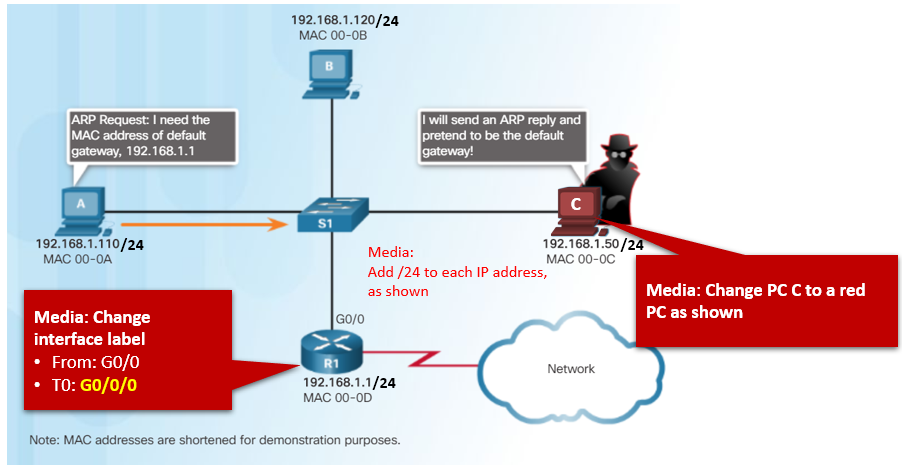 192.168.1.120/24
MAC 00-0B
B
ARP Request: I need the
MAC address of default
gateway, 192.168.1.1
I will send an ARP reply and
pretend to be the default
gateway!
A
S1
C
192.168.1.110/24
MAC 00-0A
192.168.1.50/24
MAC 00-0C
Media:
Add /24 to each IP address,
as shown
Media: Change PC C to a red
PC as shown
Media: Change
interface label
• From: G0/0
• T0: G0/0/0
G0/0
R1
192.168.1.1/24
MAC 00-0D
Network
Note: MAC addresses are shortened for demonstration purposes.